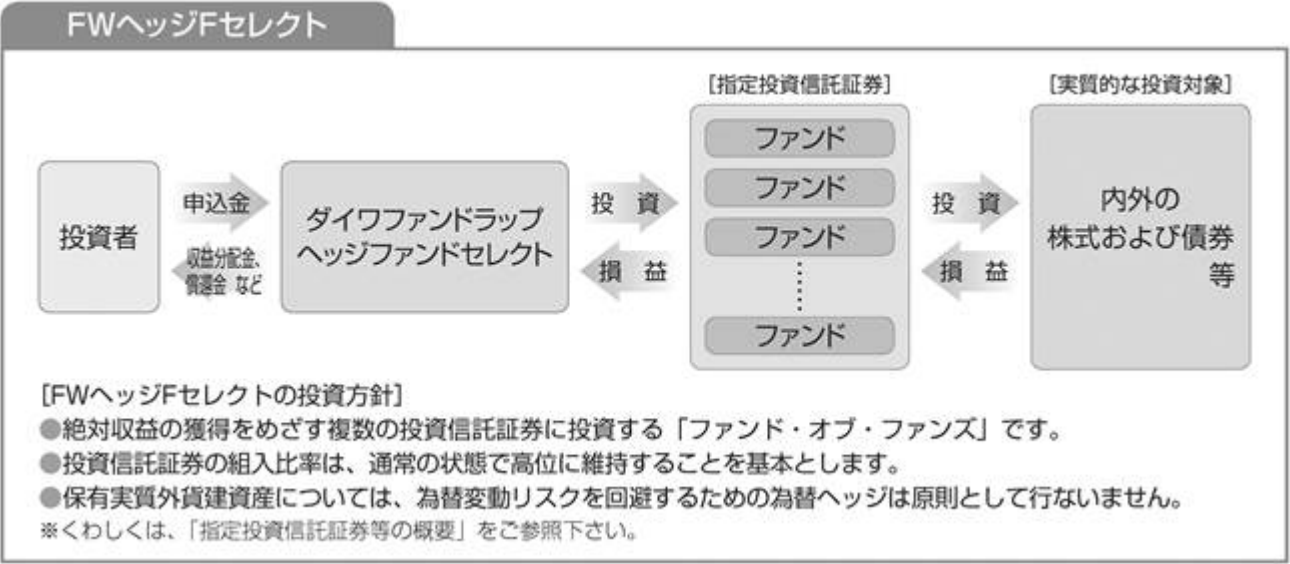 FWヘッジFセレクト
[指定投資信託証券]
[実質的な投資対象]
投資者
申込金
収益分配金、
償還金 など
ダイワファンドラップ
ヘッジファンドセレクト
投 資
損 益
ファンド
ファンド
ファンド
ファンド
投 資
損 益
内外の
株式および債券
等
[FWヘッジFセレクトの投資方針]
●絶対収益の獲得をめざす複数の投資信託証券に投資する「ファンド・オブ・ファンズ」です。
●投資信託証券の組入比率は、通常の状態で高位に維持することを基本とします。
●保有実質外貨建資産については、為替変動リスクを回避するための為替ヘッジは原則として行ないません。
※くわしくは、「指定投資信託証券等の概要」をご参照下さい。